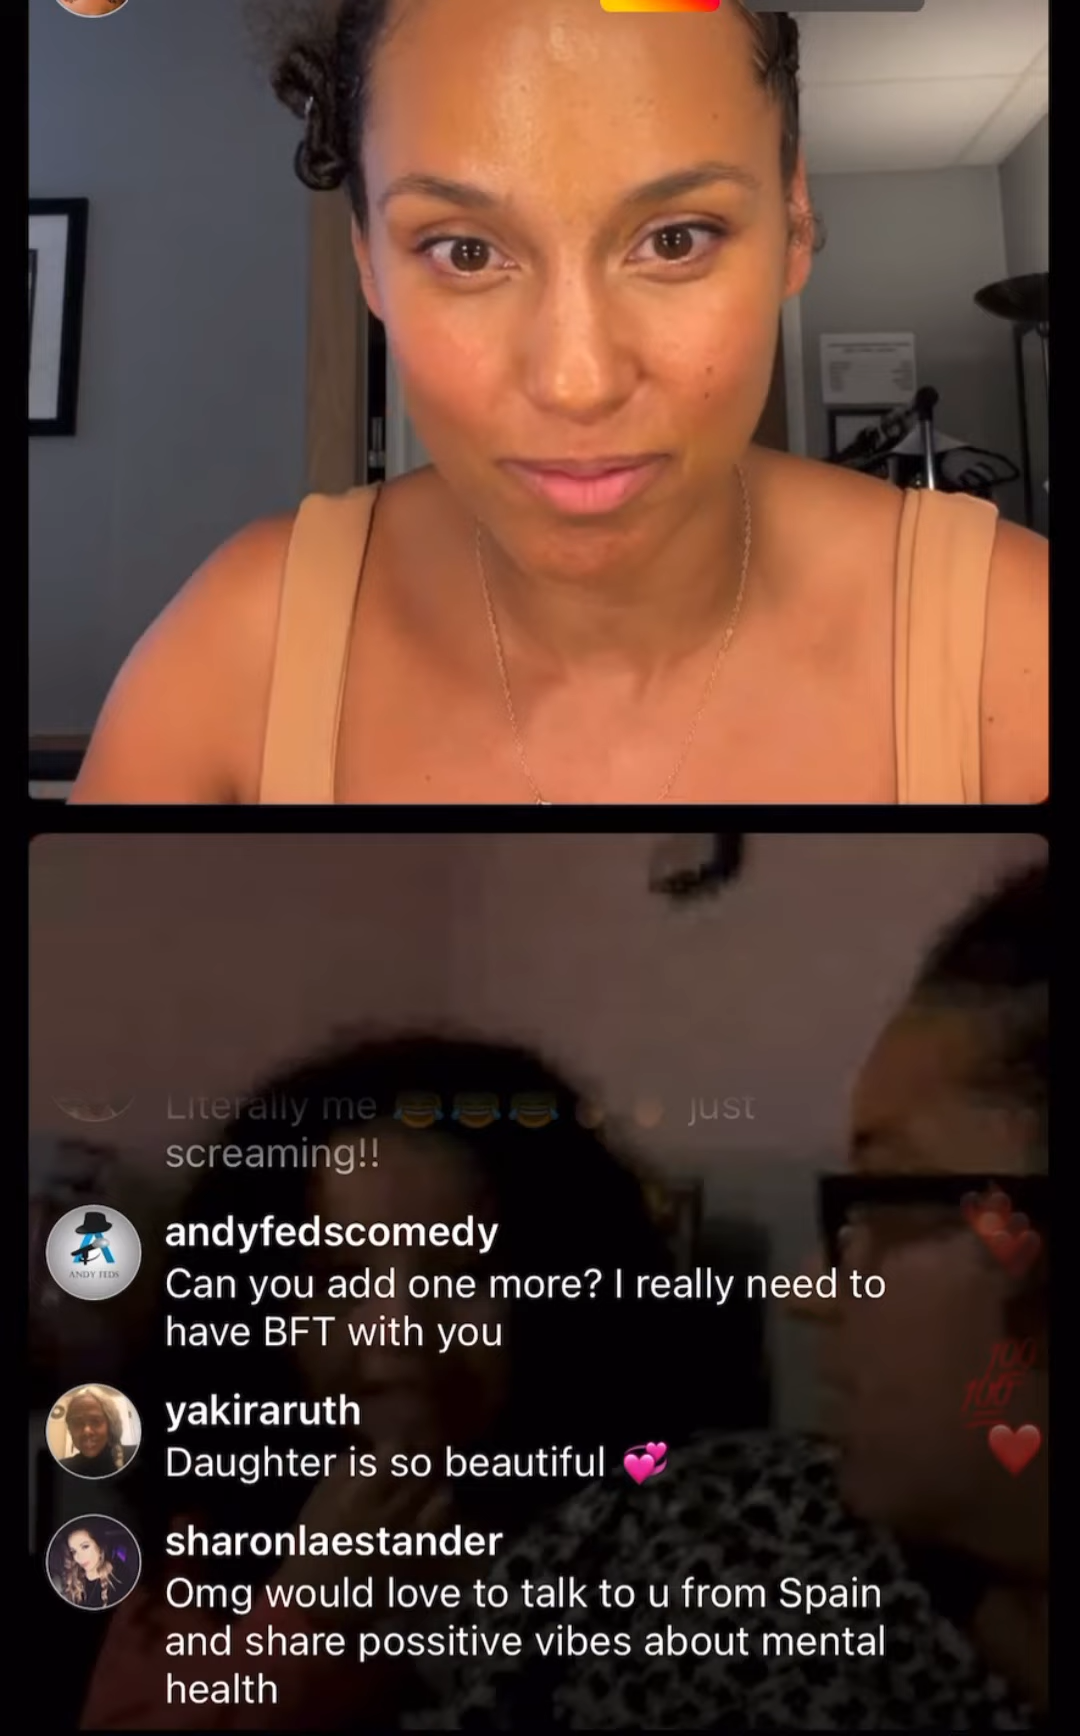 Literally me 😂😂😂 just
screaming!!
andyfedscomedy
Can you add one more? I really need to
have BFT with you
yakiraruth
Daughter is so beautiful 💞
sharonlaestander
Omg would love to talk to u from Spain
and share possitive vibes about mental
health
ANDY FEDS